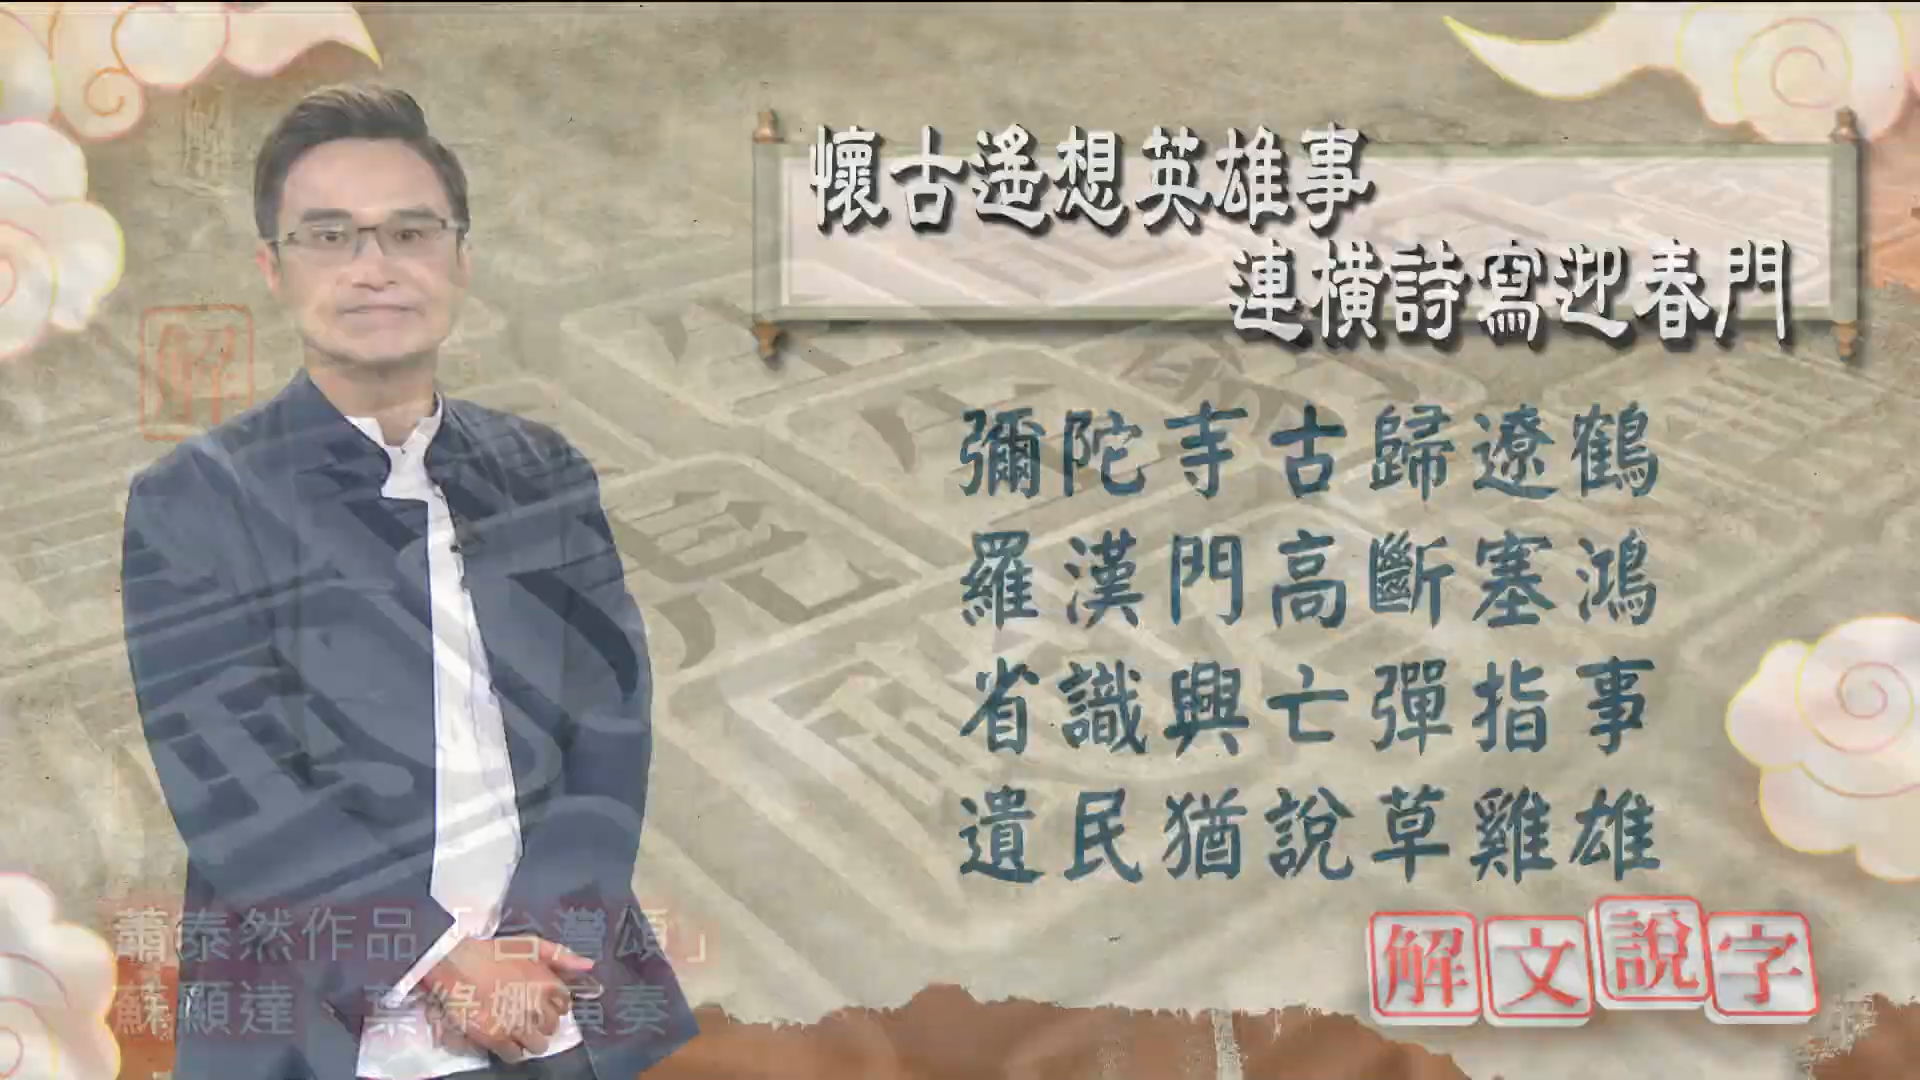 懷古遙想英雄事
連橫詩寫迎春門
彌陀寺古歸遼鶴
羅漢門高斷塞鴻
省識興亡彈指事
遺民猶說草雞雄
解文說字
解
蕭泰然作品「台灣頌」
蘇顯達 葉綠娜演奏